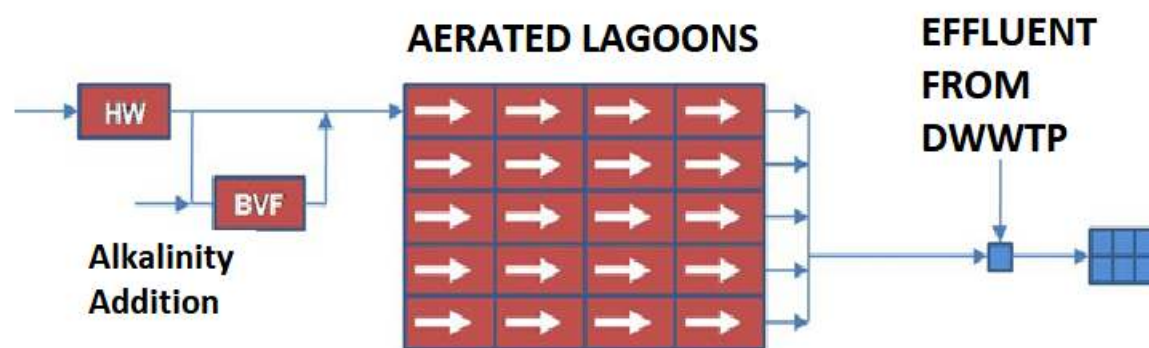 AERATED LAGOONS
EFFLUENT
FROM
DWWTP
HW
BVF
Alkalinity
Addition